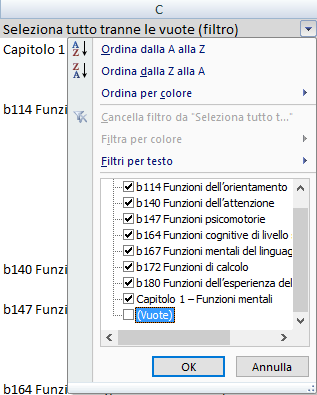 C
Seleziona tutto tranne le vuote (filtro)
Capitolo 1
b114 Funzi
b140 Funzi
b147 Funzi
b164 Funzi
A
Z
Ordina dalla A alla Z
Z
A
Ordina dalla Z alla A
Ordina per colore
Cancella filtro da "Seleziona tutto t..."
Filtra per colore
Filtri per testo
b114 Funzioni dell'orientamento
b140 Funzioni dell'attenzione
b147 Funzioni psicomotorie
b164 Funzioni cognitive di livello
b167 Funzioni mentali del linguag
b172 Funzioni di calcolo
b180 Funzioni dell'esperienza del
Capitolo 1 – Funzioni mentali
(Vuote)
OK
Annulla